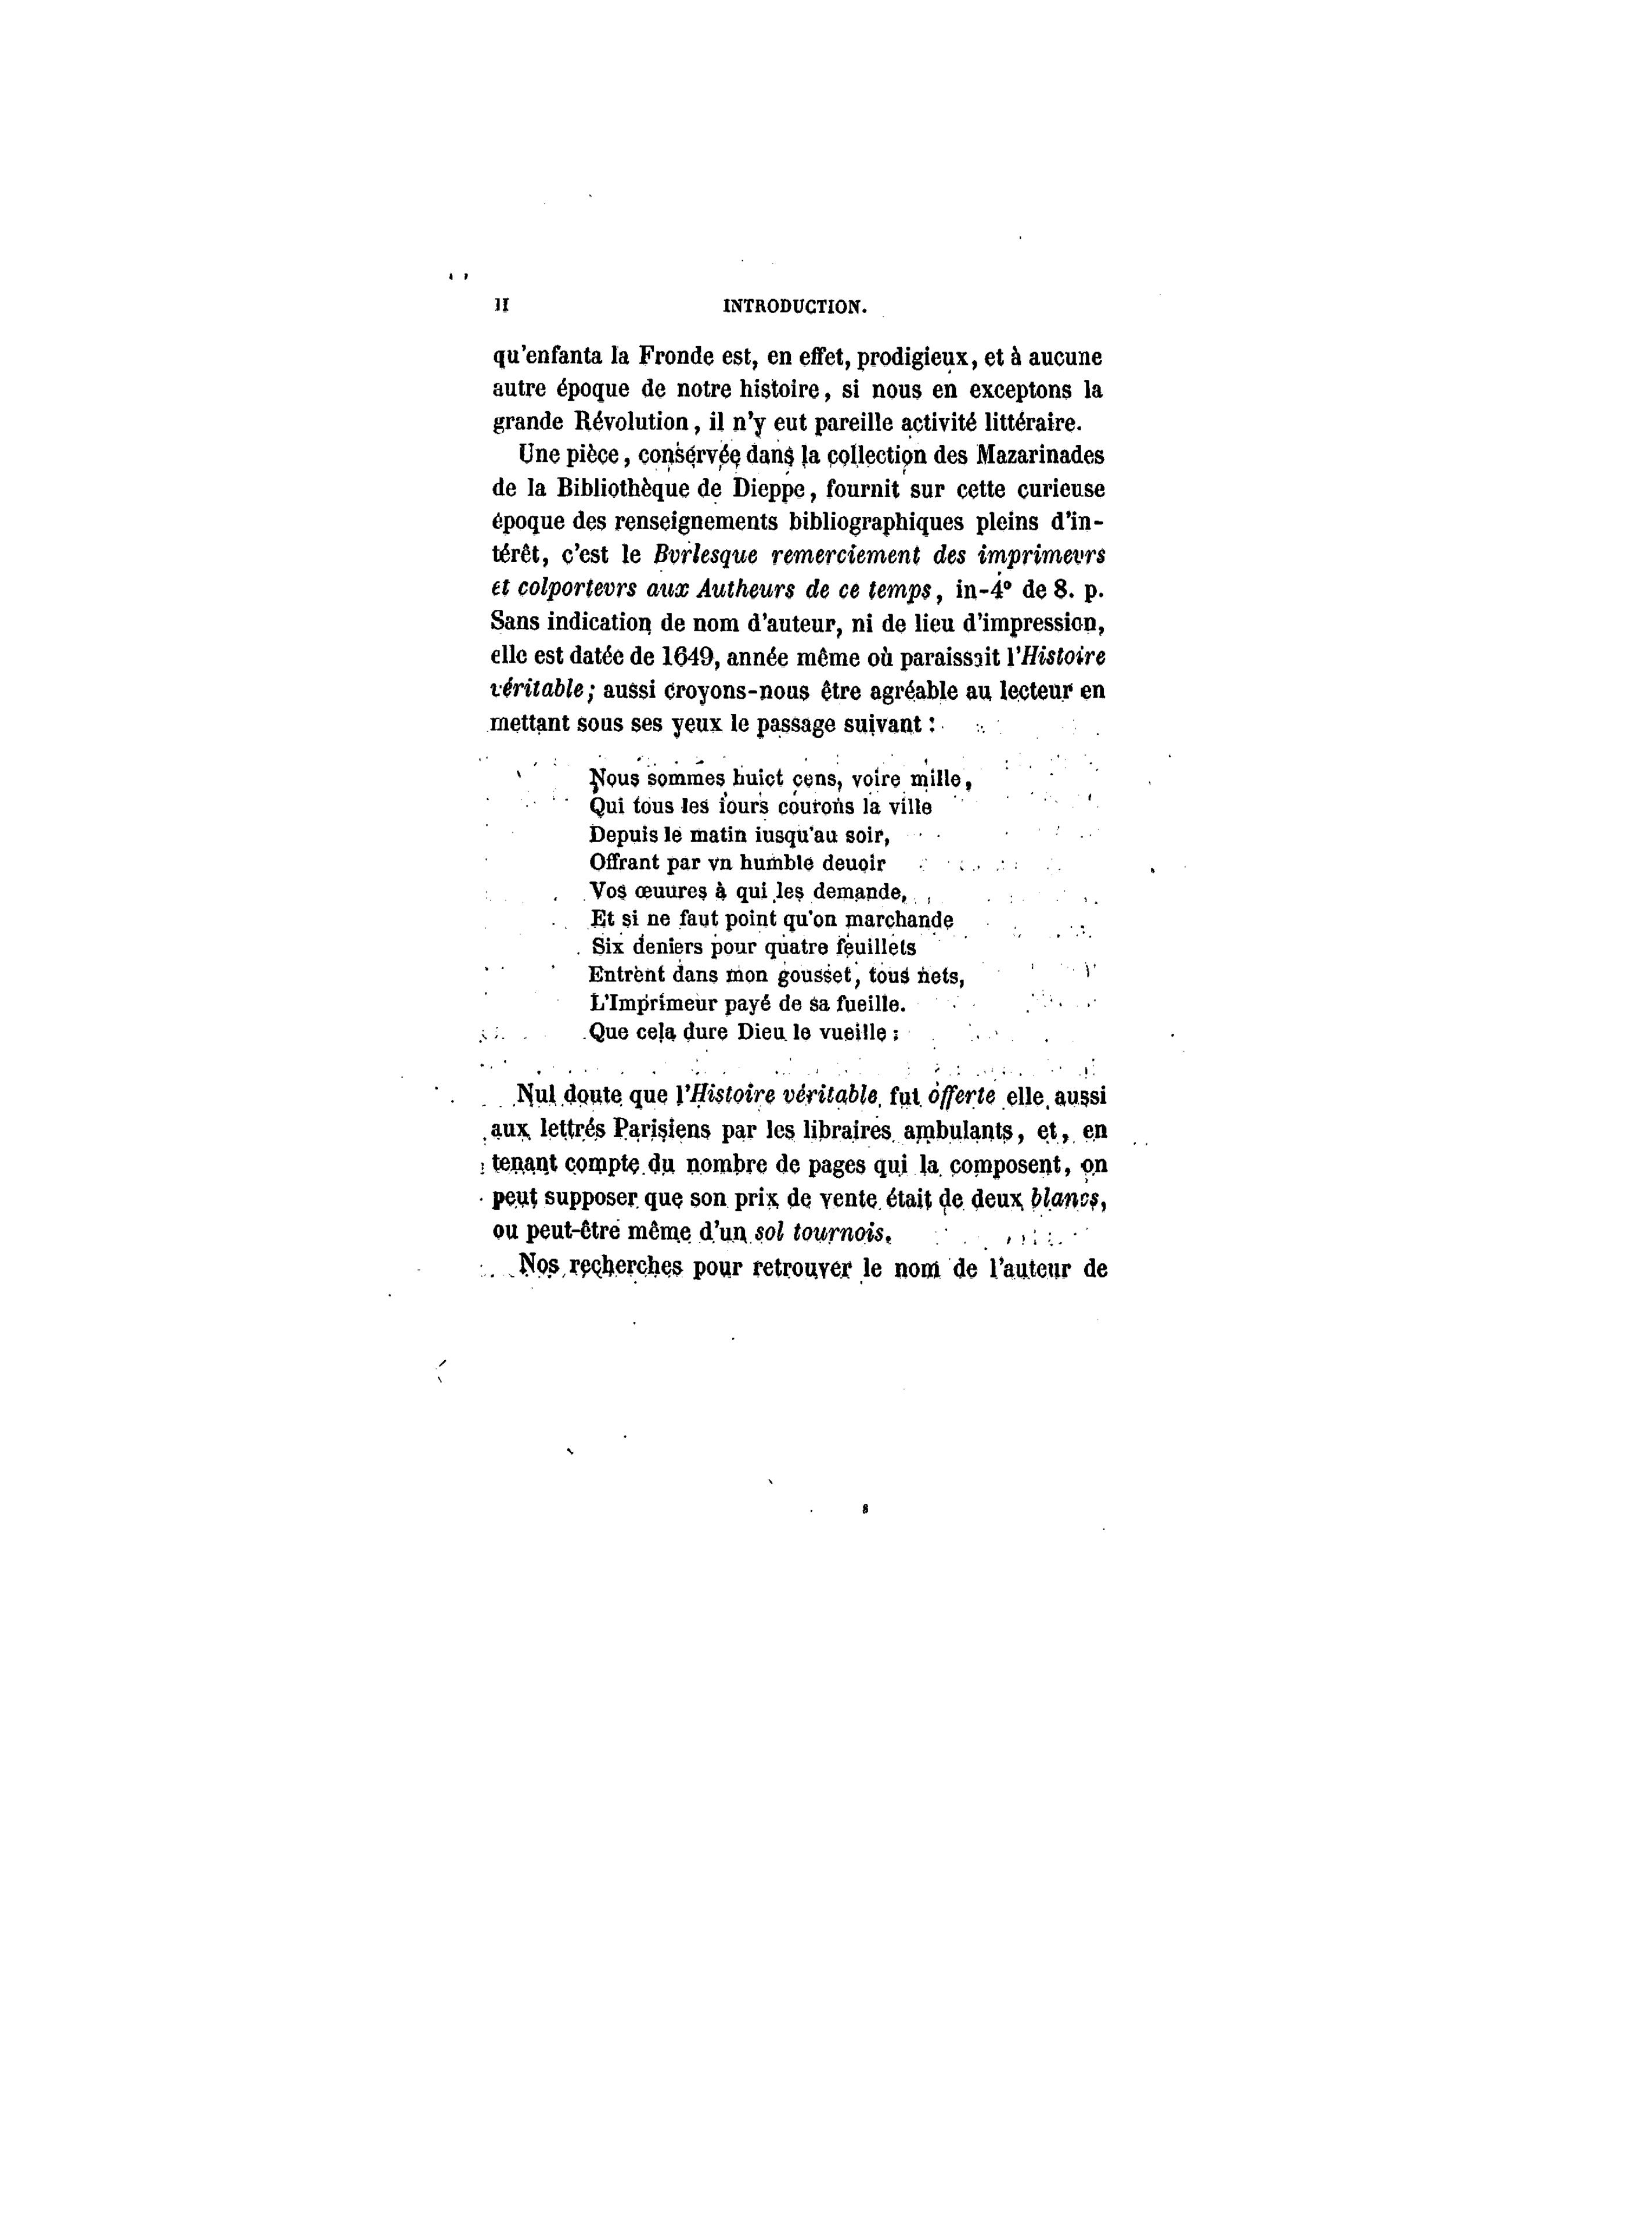 II INTRODUCTION.
qu'enfanta la Fronde est, en effet, prodigieux, et à aucune
autre époque de notre histoire, si nous en exceptons la
grande Révolution, il n'y eut pareille activité littéraire.
Une pièce, conservée dans la collection des Mazarinades
de la Bibliothèque de Dieppe, fournit sur cette curieuse
époque des renseignements bibliographiques pleins d'in-
térêt, c'est le Bvrlesque remerciement des imprimevrs
et colportevrs aux Autheurs de ce temps, in-4° de 8. p.
Sans indication de nom d'auteur, ni de lieu d'impression,
elle est datée de 1649, année même où paraissait l'Histoire
véritable; aussi croyons-nous être agréable au lecteur en
mettant sous ses yeux le passage suivant :
Nous sommes huict cens, voire mille,
Qui tous les iours courons la ville
Depuis le matin iusqu'au soir,
Offrant par vn humble deuoir
Vos œuures à qui les demande,
Et si ne faut point qu'on marchande
Six deniers pour quatre feuillets
Entrent dans mon gousset, tous nets,
L'Imprimeur payé de sa fueille.
Que cela dure Dieu le vueille :
Nul doute que l'Histoire véritable fut offerte elle aussi
aux lettrés Parisiens par les libraires ambulants, et, en
tenant compte du nombre de pages qui la composent, on
peut supposer que son prix de vente était de deux blancs,
ou peut-être même d'un sol tournois.
Nos recherches pour retrouver le nom de l'auteur de